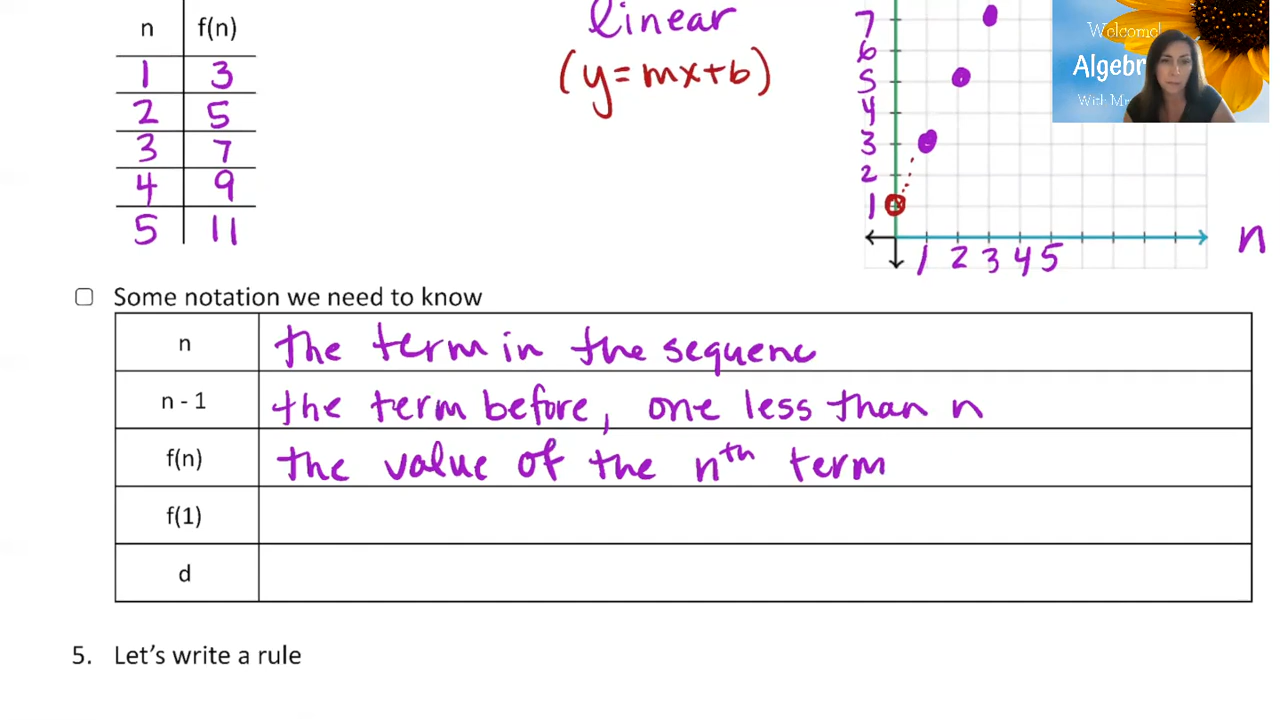 n f(n)
1 3
2 5
3 7
4 9
5 11
linear
(y=mx+b)
7
6
5
4
3
2
1
1 2 3 4 5
n
Welcome!
Algebr
With M
Some notation we need to know
n the term in the sequenc
n - 1 the term before, one less than n
f(n) the value of the nth term
f(1)
d
5. Let's write a rule